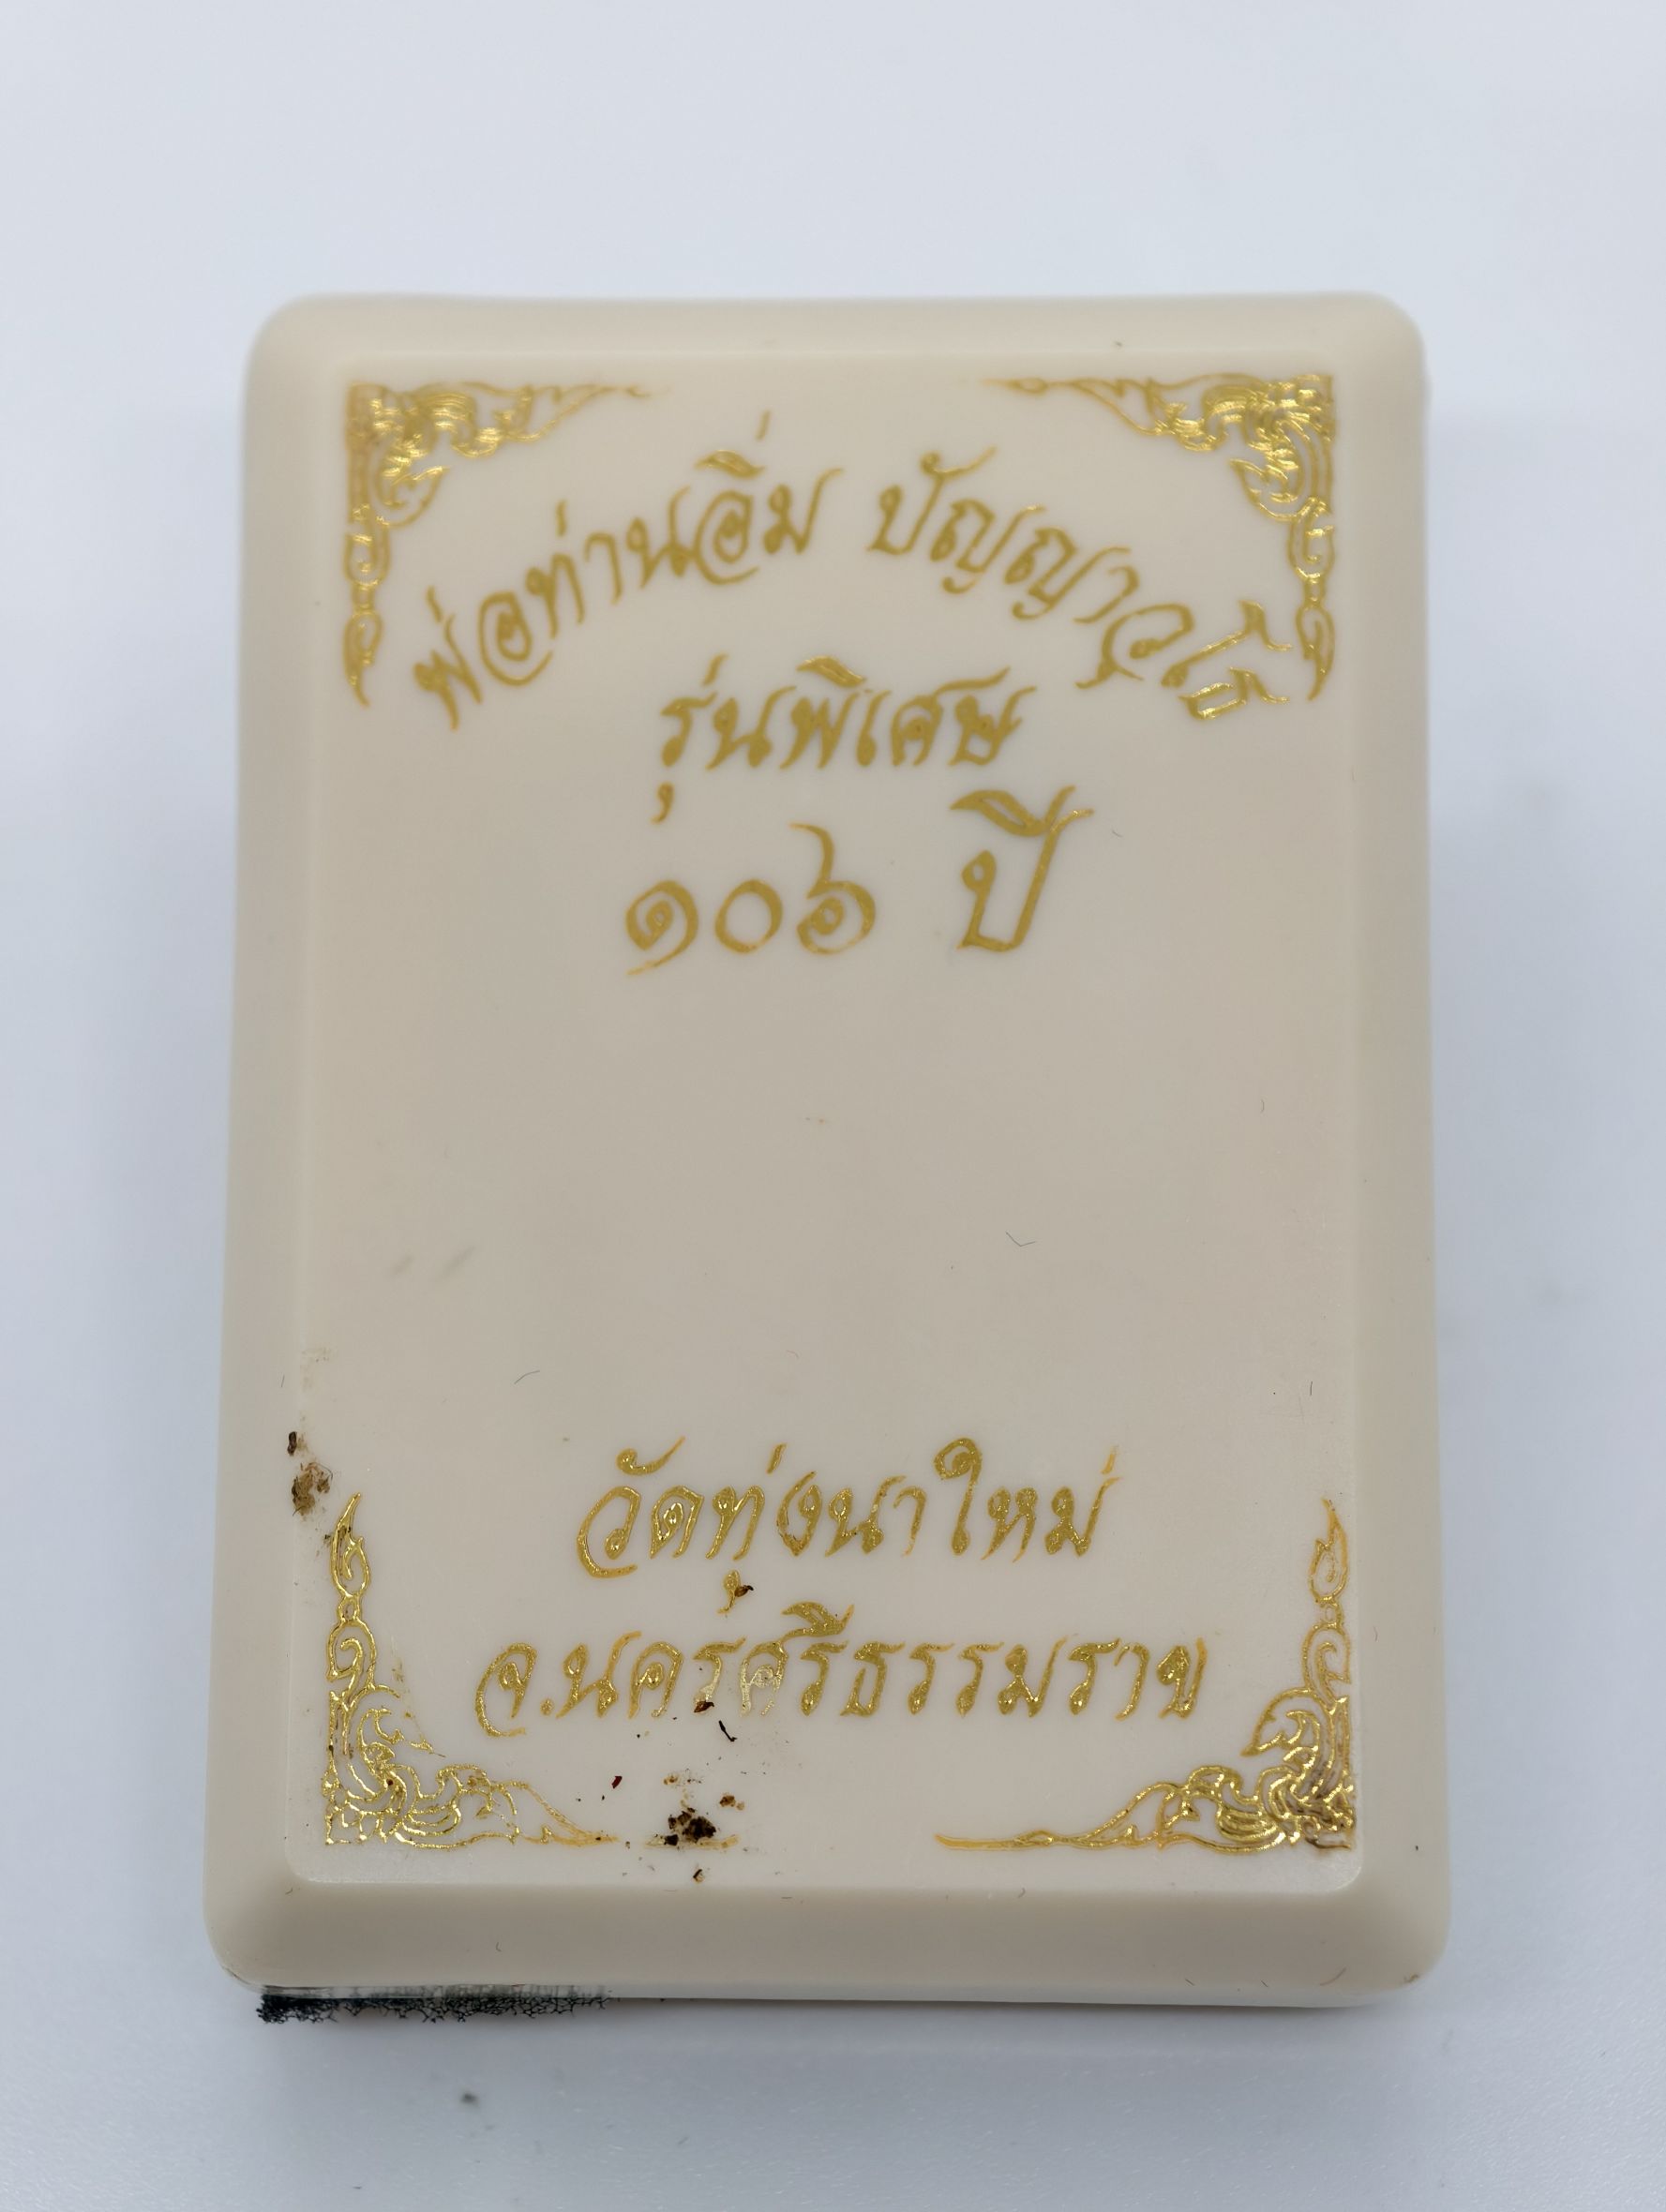 พ่อท่านอิ่ม ปัญญาวุโธ
รุ่นพิเศษ
๑๐๖ ปี
วัดทุ่งนาใหม่
จ.นครศรีธรรมราช